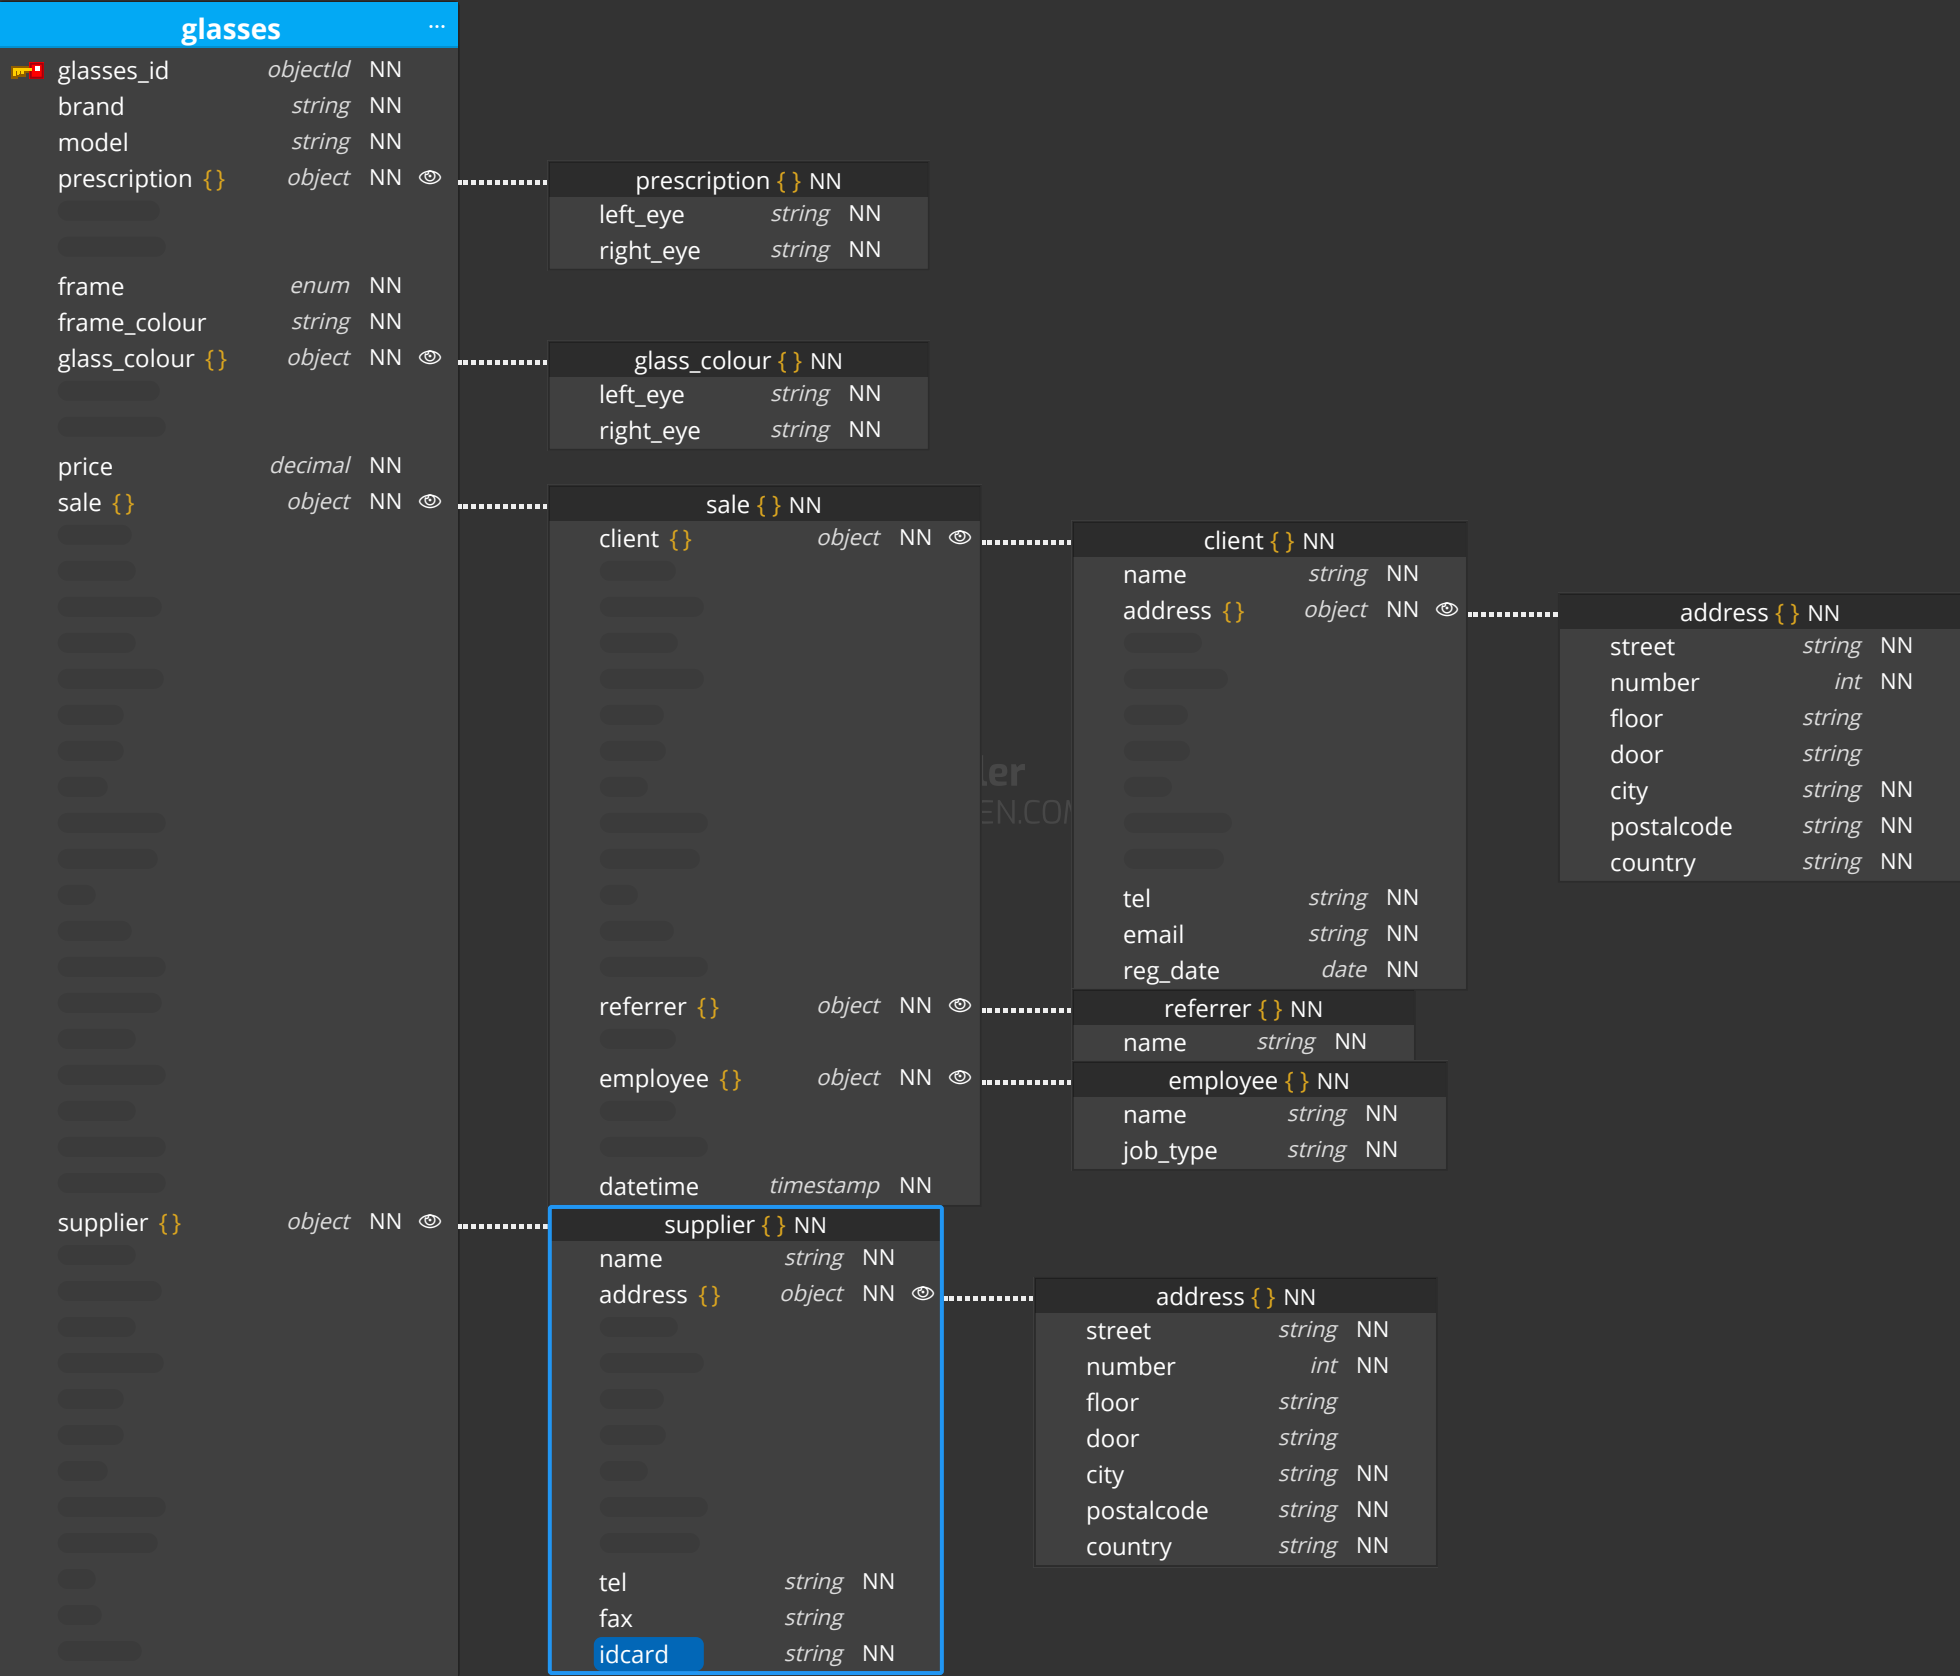 glasses ...
glasses_id objectId NN
brand string NN
model string NN
prescription {} object NN
frame enum NN
frame_colour string NN
glass_colour {} object NN
price decimal NN
sale {} object NN
supplier {} object NN
prescription { } NN
left_eye string NN
right_eye string NN
glass_colour { } NN
left_eye string NN
right_eye string NN
sale { } NN
client {} object NN
referrer {} object NN
employee {} object NN
datetime timestamp NN
client { } NN
name string NN
address {} object NN
tel string NN
email string NN
reg_date date NN
address { } NN
street string NN
number int NN
floor string
door string
city string NN
postalcode string NN
country string NN
referrer { } NN
name string NN
employee { } NN
name string NN
job_type string NN
supplier { } NN
name string NN
address {} object NN
tel string NN
fax string
idcard string NN
address { } NN
street string NN
number int NN
floor string
door string
city string NN
postalcode string NN
country string NN